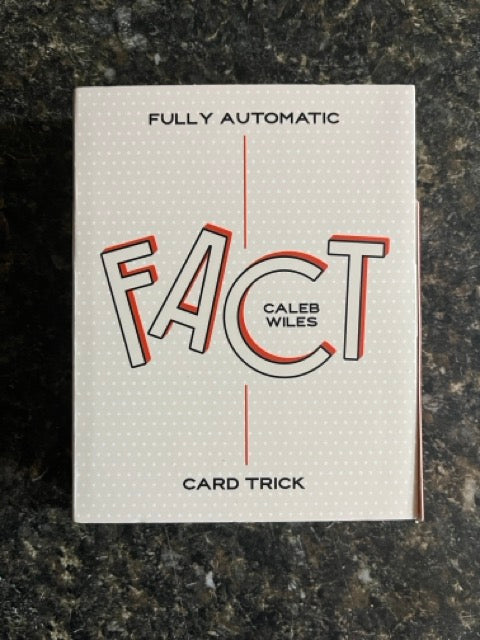 FULLY AUTOMATIC
FACT
CALEB
WILES
CARD TRICK